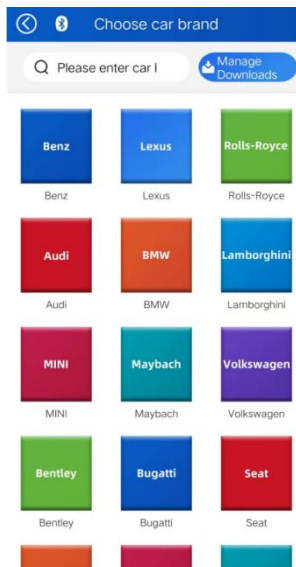 Choose car brand
Please enter car l
Manage
Downloads
Benz
Lexus
Rolls-Royce
Benz
Lexus
Rolls-Royce
Audi
BMW
Lamborghini
Audi
BMW
Lamborghini
MINI
Maybach
Volkswagen
MINI
Maybach
Volkswagen
Bentley
Bugatti
Seat
Bentley
Bugatti
Seat